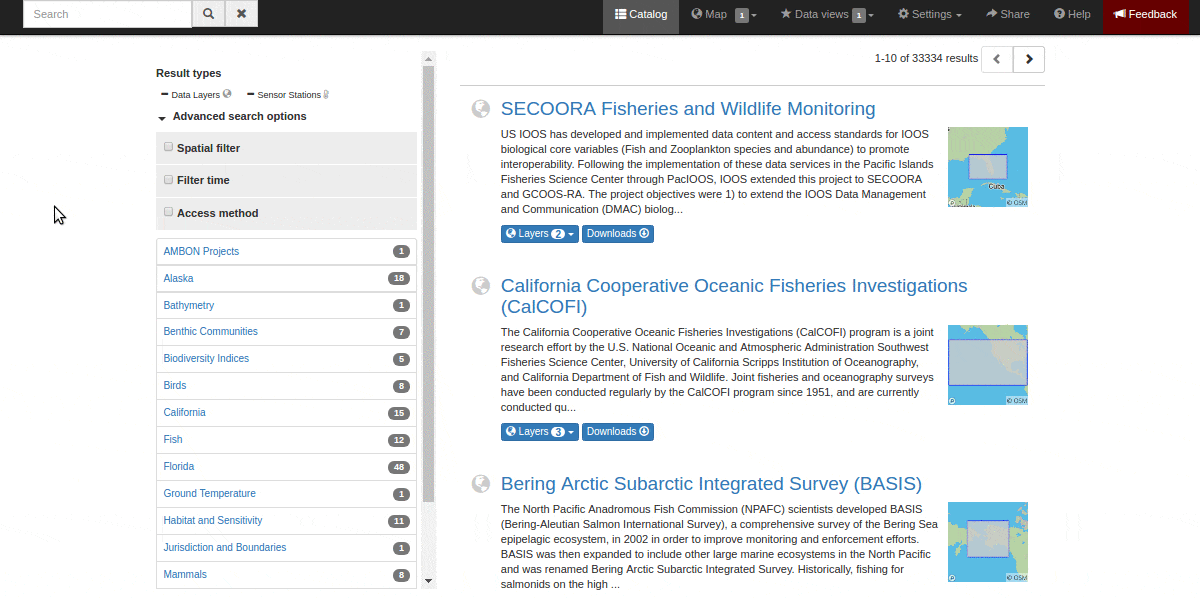 Search
Catalog
Map 1
Data views 1
Settings
Share
Help
Feedback
1-10 of 33334 results
Result types
Data Layers
Sensor Stations
Advanced search options
Spatial filter
Filter time
Access method
AMBON Projects 1
Alaska 18
Bathymetry 1
Benthic Communities 7
Biodiversity Indices 5
Birds 8
California 15
Fish 12
Florida 48
Ground Temperature 1
Habitat and Sensitivity 11
Jurisdiction and Boundaries 1
Mammals 8
SECOORA Fisheries and Wildlife Monitoring
US IOOS has developed and implemented data content and access standards for IOOS
biological core variables (Fish and Zooplankton species and abundance) to promote
interoperability. Following the implementation of these data services in the Pacific Islands
Fisheries Science Center through PacIOOS, IOOS extended this project to SECOORA
and GCOOS-RA. The project objectives were 1) to extend the IOOS Data Management
and Communication (DMAC) biolog...
Cuba
© OSM
Layers 2
Downloads
California Cooperative Oceanic Fisheries Investigations
(CalCOFI)
The California Cooperative Oceanic Fisheries Investigations (CalCOFI) program is a joint
research effort by the U.S. National Oceanic and Atmospheric Administration Southwest
Fisheries Science Center, University of California Scripps Institution of Oceanography,
and California Department of Fish and Wildlife. Joint fisheries and oceanography surveys
have been conducted regularly by the CalCOFI program since 1951, and are currently
conducted qu...
© OSM
Layers 3
Downloads
Bering Arctic Subarctic Integrated Survey (BASIS)
The North Pacific Anadromous Fish Commission (NPAFC) scientists developed BASIS
(Bering-Aleutian Salmon International Survey), a comprehensive survey of the Bering Sea
epipelagic ecosystem, in 2002 in order to improve monitoring and enforcement efforts.
BASIS was then expanded to include other large marine ecosystems in the North Pacific
and was renamed Bering Arctic Subarctic Integrated Survey. Historically, fishing for
salmonids on the high ...
© OSM